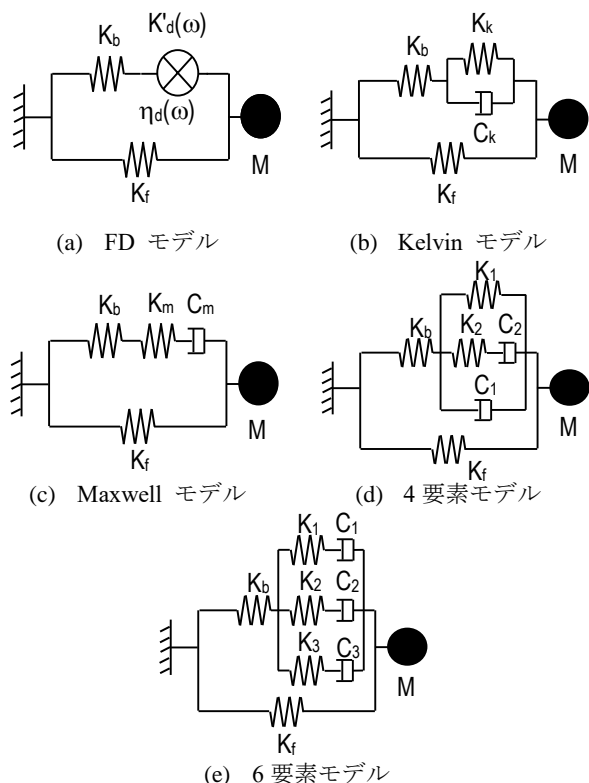 K'd(ω)
Kb
ηd(ω)
M
Kf
(a) FD モデル
Kk
Kb
Ck
M
Kf
(b) Kelvin モデル
Kb Km Cm
M
Kf
(c) Maxwell モデル
K1
Kb K2 C2
C1
M
Kf
(d) 4 要素モデル
K1 C1
Kb K2 C2
K3 C3
M
Kf
(e) 6 要素モデル